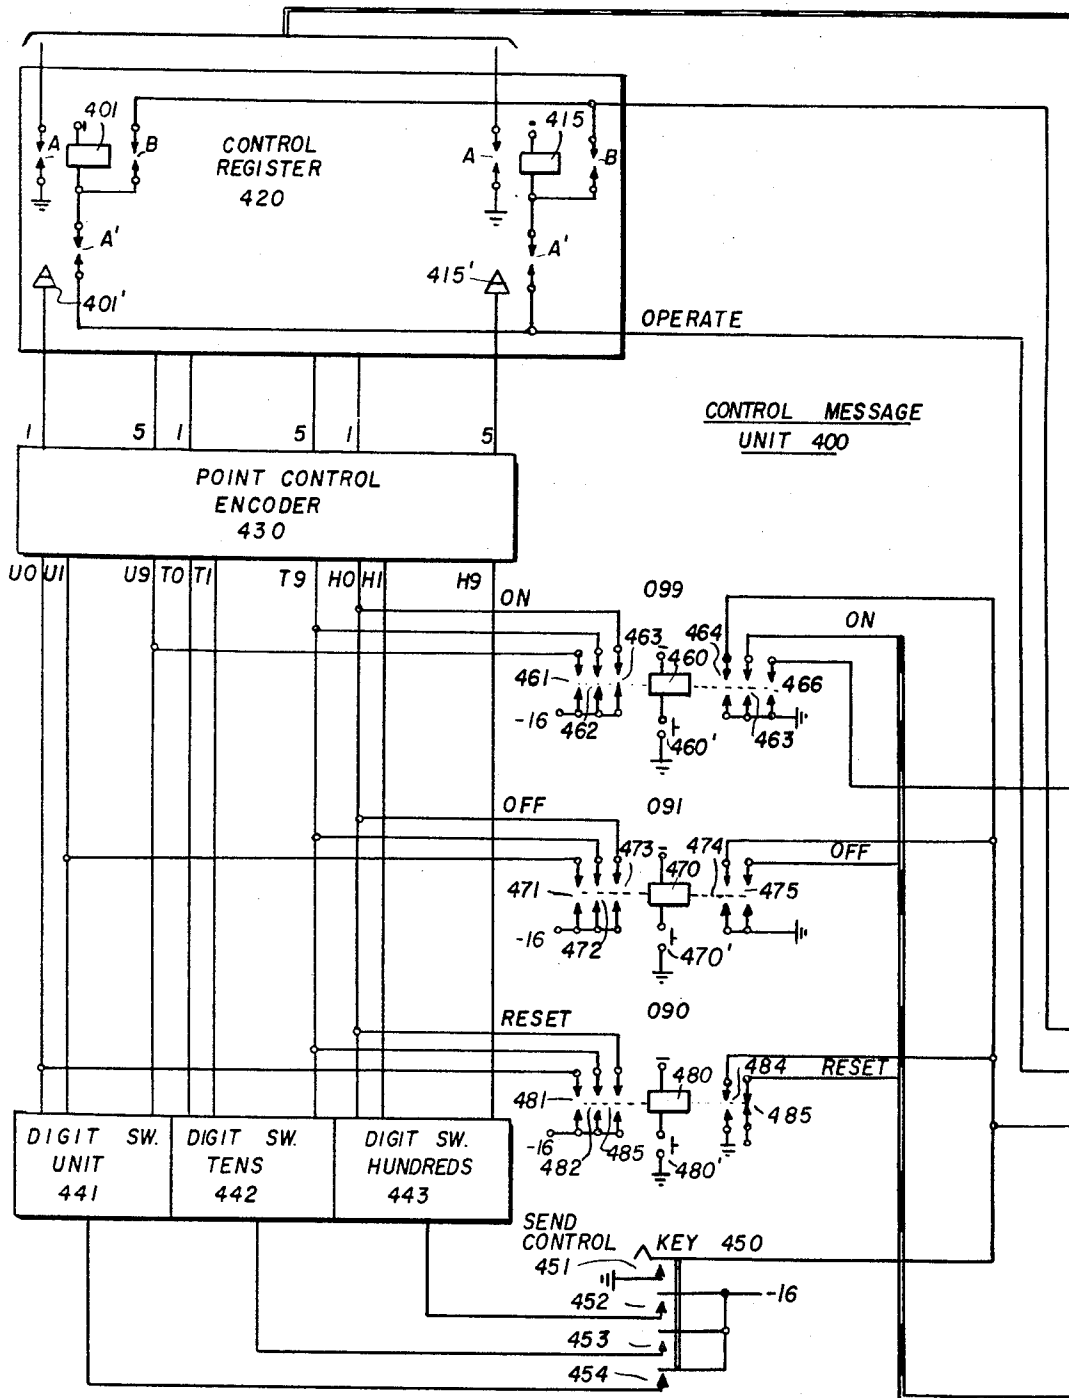 401
415
A
B
CONTROL
REGISTER
420
A
B
A'
A'
401'
415'
OPERATE
CONTROL MESSAGE
UNIT 400
1
5
1
5
1
5
POINT CONTROL
ENCODER
430
U0 U1
U9
T0 T1
T9
H0 H1
H9
ON
099
463
464
ON
461
460
466
-16
462
460'
463
OFF
091
473
474
OFF
471
470
475
-16
472
470'
090
RESET
480
484
RESET
481
485
-16
482
485
480'
DIGIT SW.
UNIT
441
DIGIT SW.
TENS
442
DIGIT SW.
HUNDREDS
443
SEND
CONTROL
KEY 450
451
452
-16
453
454